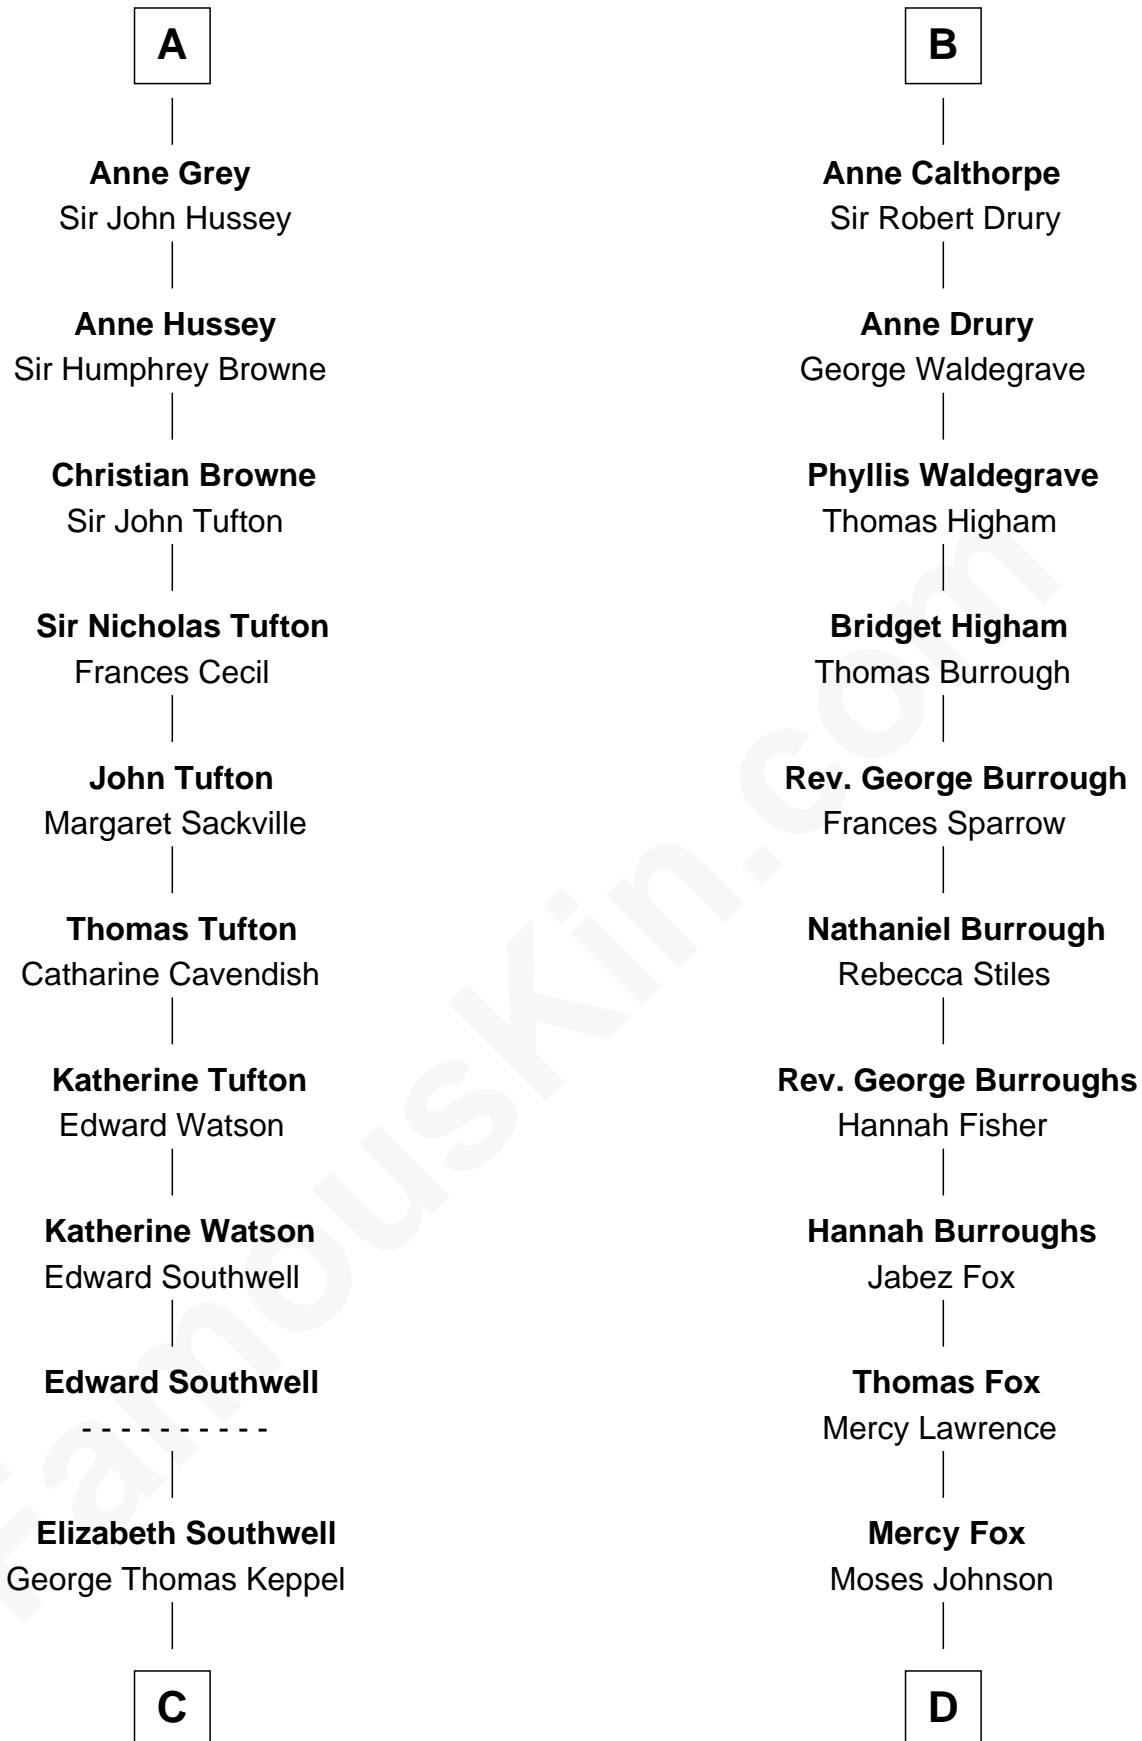 A
Anne Grey
Sir John Hussey
Anne Hussey
Sir Humphrey Browne
Christian Browne
Sir John Tufton
Sir Nicholas Tufton
Frances Cecil
John Tufton
Margaret Sackville
Thomas Tufton
Catharine Cavendish
Katherine Tufton
Edward Watson
Katherine Watson
Edward Southwell
Edward Southwell
- - - - - - - - - -
Elizabeth Southwell
George Thomas Keppel
C
B
Anne Calthorpe
Sir Robert Drury
Anne Drury
George Waldegrave
Phyllis Waldegrave
Thomas Higham
Bridget Higham
Thomas Burrough
Rev. George Burrough
Frances Sparrow
Nathaniel Burrough
Rebecca Stiles
Rev. George Burroughs
Hannah Fisher
Hannah Burroughs
Jabez Fox
Thomas Fox
Mercy Lawrence
Mercy Fox
Moses Johnson
D
FamousKin.com